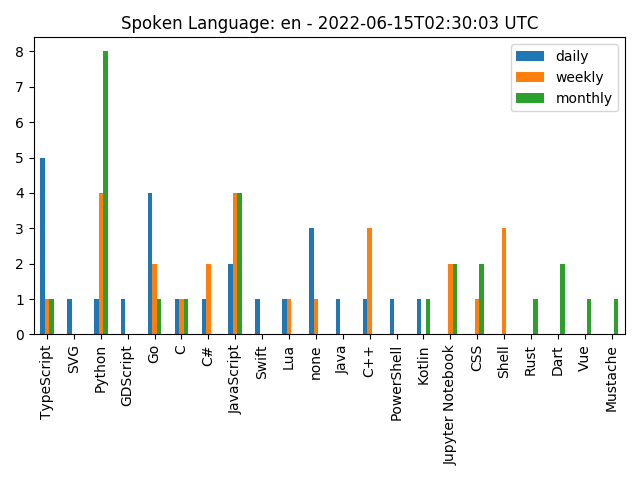 Spoken Language: en - 2022-06-15T02:30:03 UTC
daily
weekly
monthly
8
7
6
5
4
3
2
1
0
TypeScript
SVG
Python
GDScript
Go
C
C#
JavaScript
Swift
Lua
none
Java
C++
PowerShell
Kotlin
Jupyter Notebook
CSS
Shell
Rust
Dart
Vue
Mustache